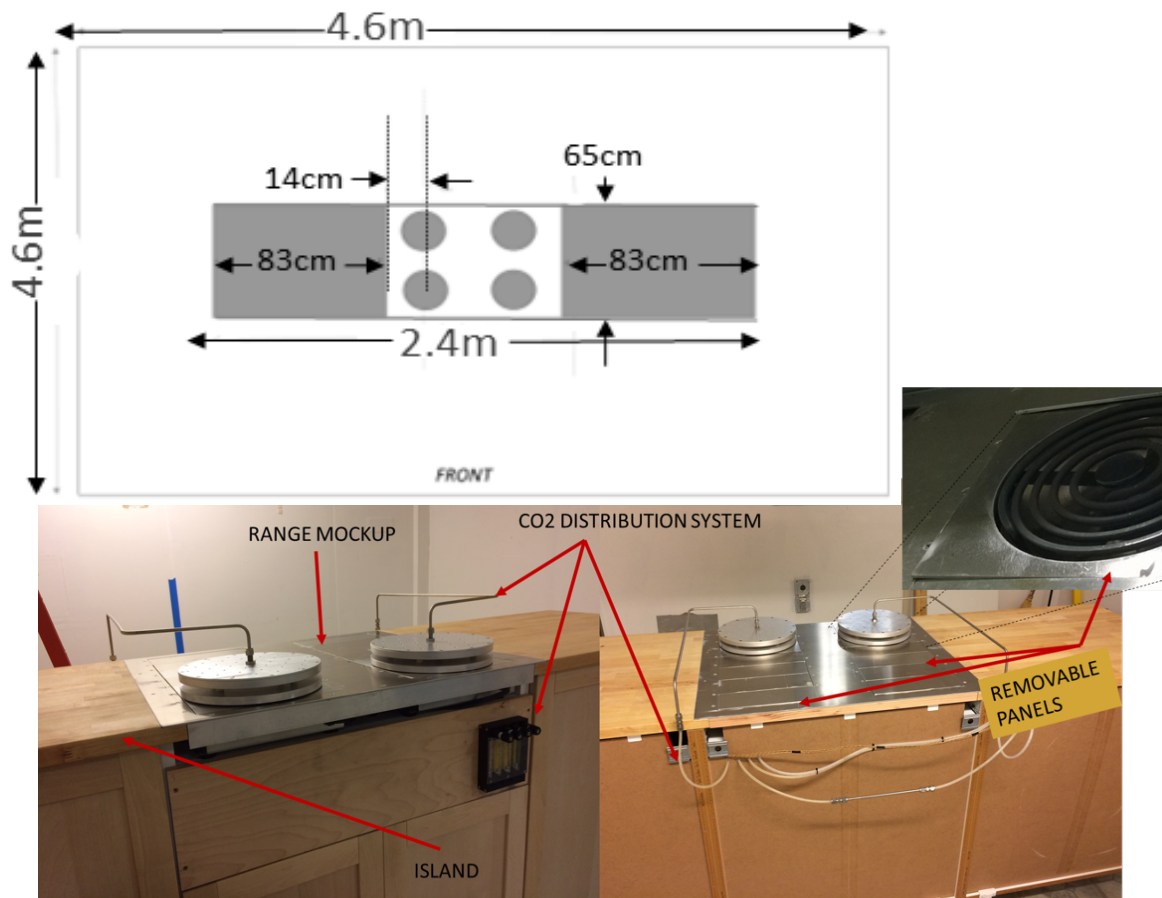 4.6m
65cm
14cm
4.6m
83cm
83cm
2.4m
FRONT
RANGE MOCKUP
CO2 DISTRIBUTION SYSTEM
REMOVABLE
PANELS
ISLAND